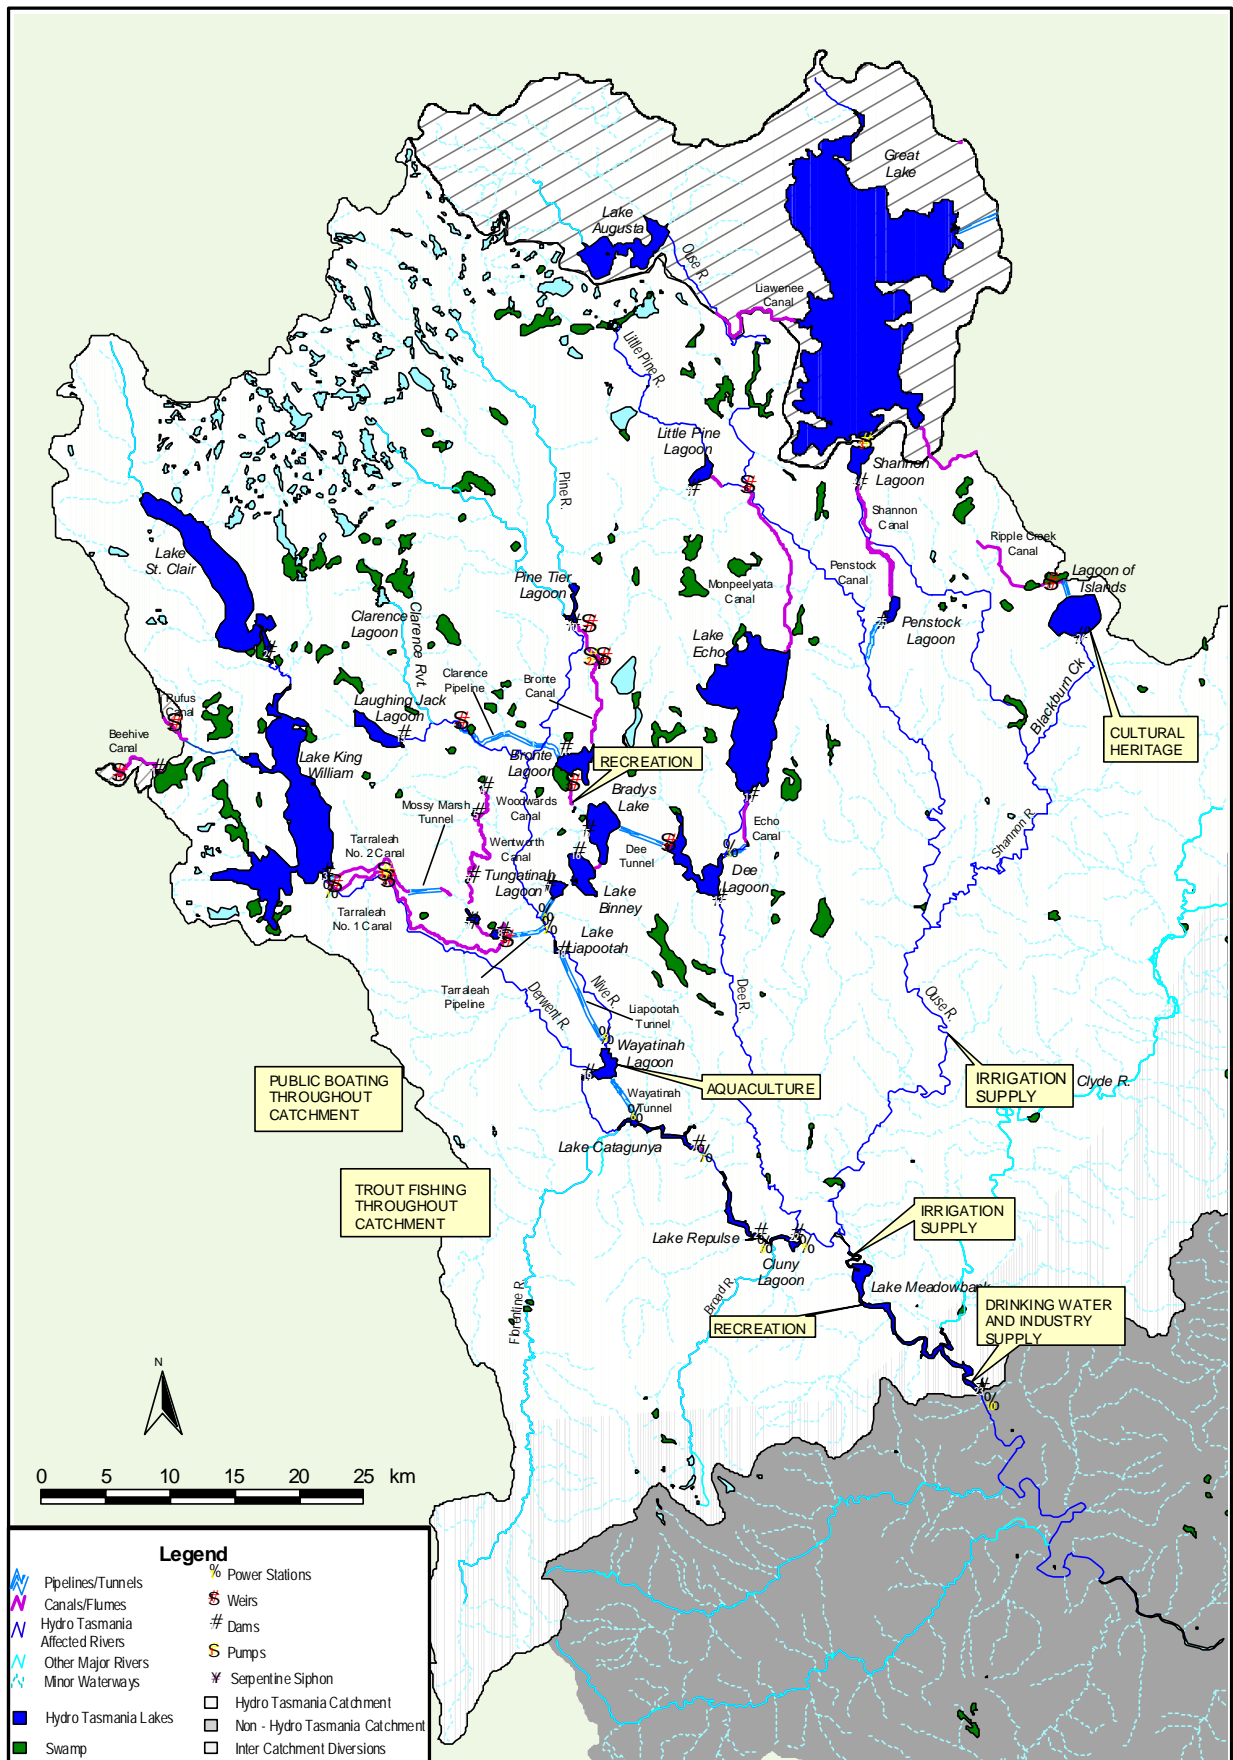 Great
Lake
Lake
Augusta
Ouse R.
Liawenee
Canal
Little Pine R.
Little Pine
Lagoon
Shannon
Lagoon
Shannon
Canal
Pine R.
Ripple Creek
Canal
Lake
St. Clair
Pine Tier
Lagoon
Monpeelyata
Canal
Penstock
Canal
Lagoon of
Islands
Clarence
Lagoon
Clarence Rvt.
Lake
Echo
Penstock
Lagoon
Clarence
Pipeline
Bronte
Canal
Blackburn Ck
Rufus
Canal
Laughing Jack
Lagoon
Beehive
Canal
Lake King
William
Bronte
Lagoon
RECREATION
CULTURAL
HERITAGE
Mossy Marsh
Tunnel
Woodwards
Canal
Bradys
Lake
Tarraleah
No. 2 Canal
Wentworth
Canal
Dee
Tunnel
Echo
Canal
Shannon R.
Tungatinah
Lagoon
Dee
Lagoon
Lake
Binney
Tarraleah
No. 1 Canal
Lake
Liapootah
Tarraleah
Pipeline
Derwent R.
Nive R.
Liapootah
Tunnel
Dee R.
Ouse R.
Wayatinah
Lagoon
PUBLIC BOATING
THROUGHOUT
CATCHMENT
AQUACULTURE
IRRIGATION
SUPPLY
Clyde R.
Wayatinah
Tunnel
Lake Catagunya
TROUT FISHING
THROUGHOUT
CATCHMENT
IRRIGATION
SUPPLY
Lake Repulse
Cluny
Lagoon
Lake Meadowbank
Florentine R.
Broad R.
RECREATION
DRINKING WATER
AND INDUSTRY
SUPPLY
N
0 5 10 15 20 25 km
Legend
Pipelines/Tunnels
Canals/Flumes
Hydro Tasmania
Affected Rivers
Other Major Rivers
Minor Waterways
Hydro Tasmania Lakes
Swamp
% Power Stations
$ Weirs
# Dams
S Pumps
¥ Serpentine Siphon
Hydro Tasmania Catchment
Non - Hydro Tasmania Catchment
Inter Catchment Diversions